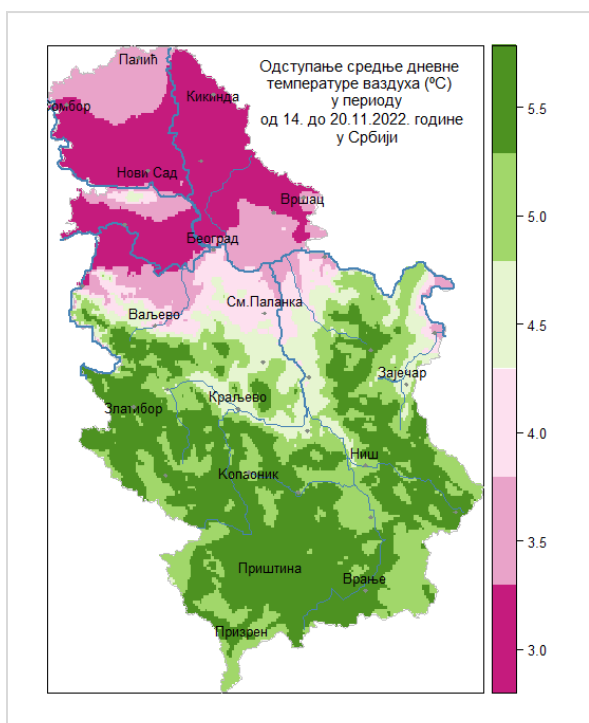 Одступање средње дневне
температуре ваздуха (ºC)
у периоду
од 14. до 20.11.2022. године
у Србији
Палић
омбор
Кикинда
Нови Сад
Вршац
Београд
См.Паланка
Ваљево
Зајечар
Краљево
Златибор
Ниш
Копаоник
Приштина
Врање
Призрен
5.5
5.0
4.5
4.0
3.5
3.0